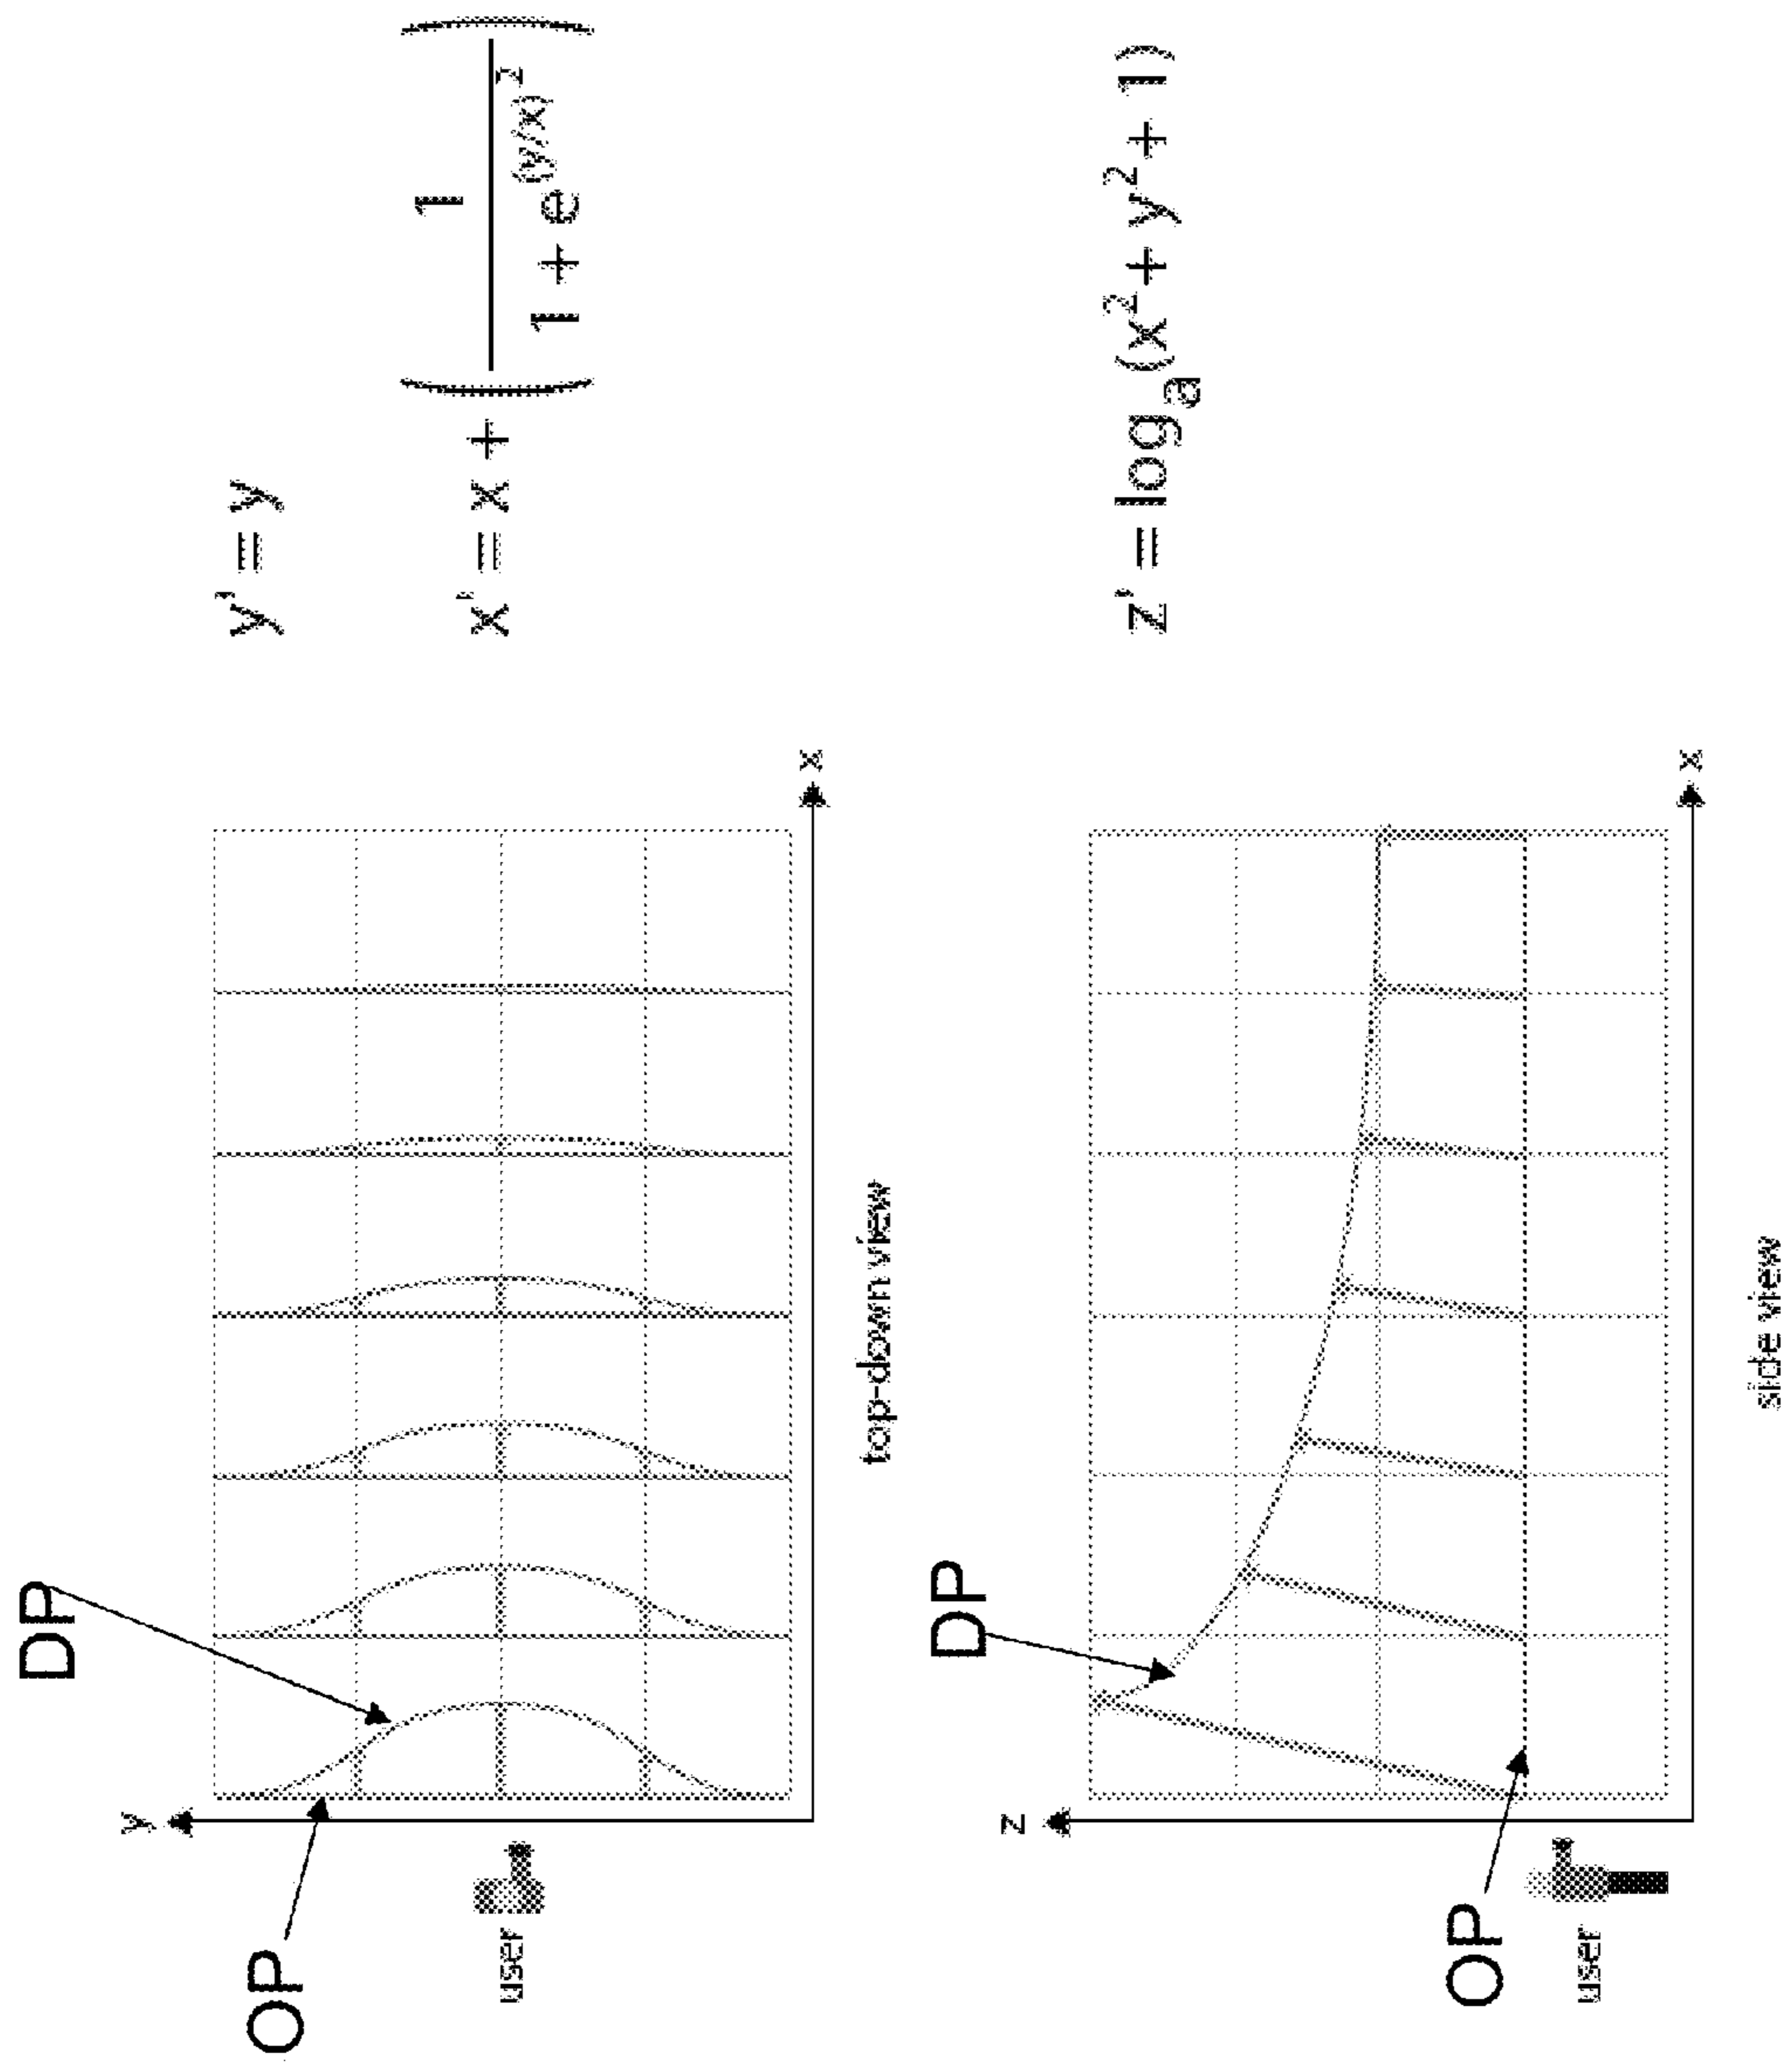 DP
OP
y
user
x
top-down view
y' = y
x' = x + ( 1 / 1 + e^(y/x)^2 )
DP
OP
z
user
x
side view
z' = log_a (x^2 + y^2 + 1)